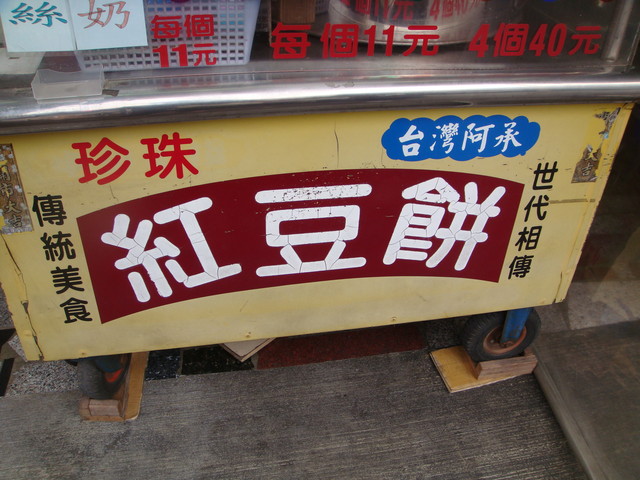 絲 奶
每個
11元
每個11元 4個40元
珍珠
台灣阿承
傳統美食
紅豆餅
世代相傳